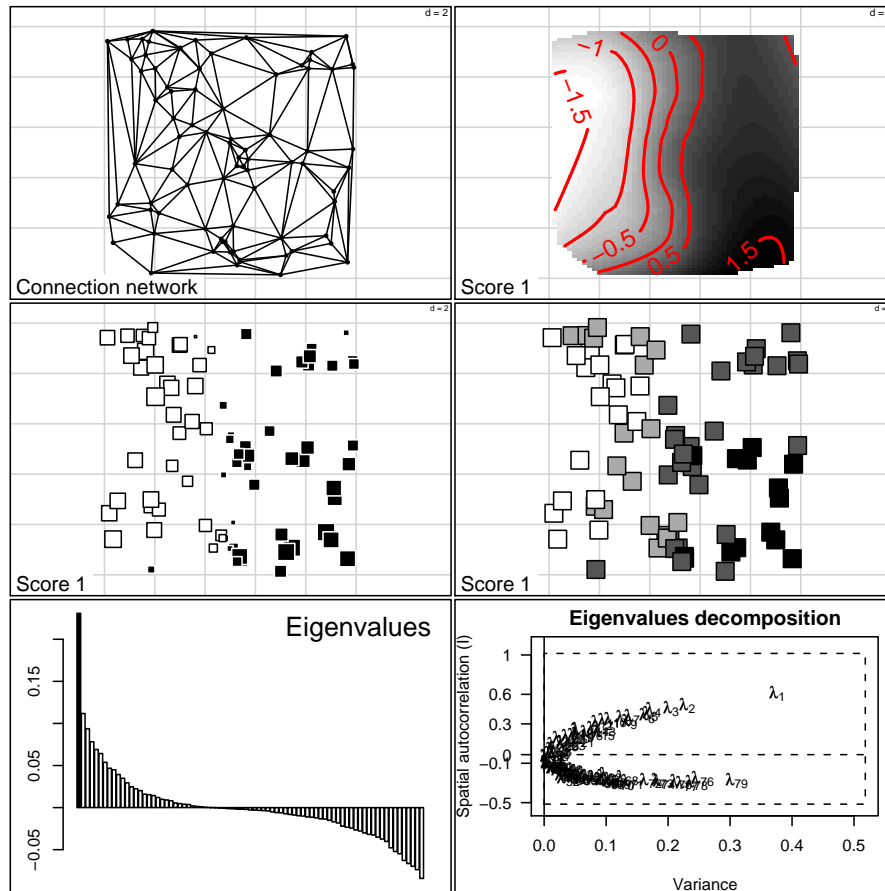 d = 2
Connection network
d =
−1
0
−1.5
−0.5
0.5
1.5
Score 1
d = 2
Score 1
d = 2
Score 1
Eigenvalues
0.15
0.05
−0.05
Eigenvalues decomposition
Spatial autocorrelation (I)
1
0.6
0.3
0
−0.1
−0.5
λ1
λ2
λ3
λ76
λ79
0.0 0.1 0.2 0.3 0.4 0.5
Variance